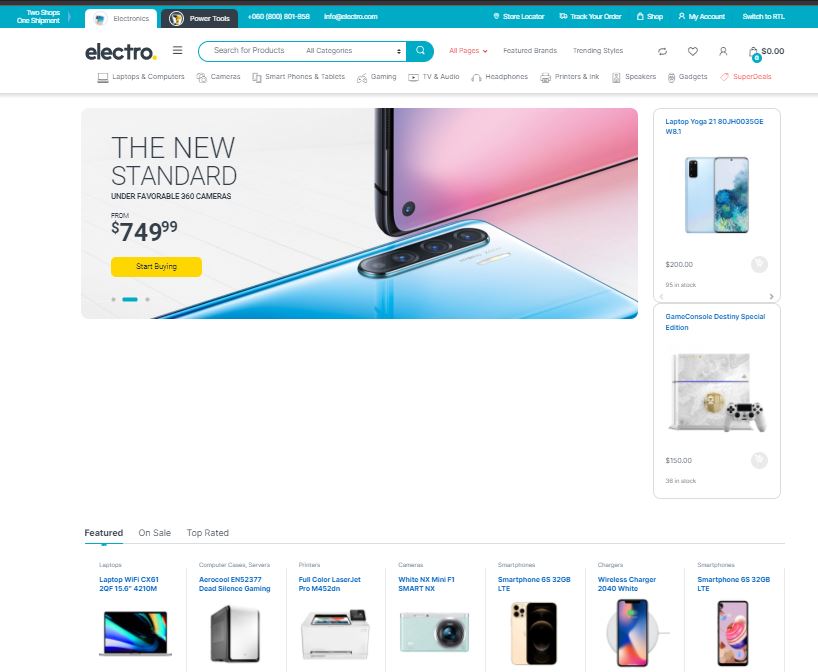 Two Shops
One Shipment
Electronics
Power Tools
+060 (800) 801-858
info@electro.com
Store Locator
Track Your Order
Shop
My Account
Switch to RTL
electro.
Search for Products
All Categories
All Pages
Featured Brands
Trending Styles
0
$0.00
Laptops & Computers
Cameras
Smart Phones & Tablets
Gaming
TV & Audio
Headphones
Printers & Ink
Speakers
Gadgets
SuperDeals
THE NEW
STANDARD
UNDER FAVORABLE 360 CAMERAS
FROM
$749 99
Start Buying
Laptop Yoga 21 80JH0035GE
W8.1
$200.00
95 in stock
GameConsole Destiny Special
Edition
$150.00
36 in stock
Featured
On Sale
Top Rated
Laptops
Laptop WiFi CX61
2QF 15.6" 4210M
Computer Cases, Servers
Aerocool EN52377
Dead Silence Gaming
Printers
Full Color LaserJet
Pro M452dn
Cameras
White NX Mini F1
SMART NX
Smartphones
Smartphone 6S 32GB
LTE
Chargers
Wireless Charger
2040 White
Smartphones
Smartphone 6S 32GB
LTE